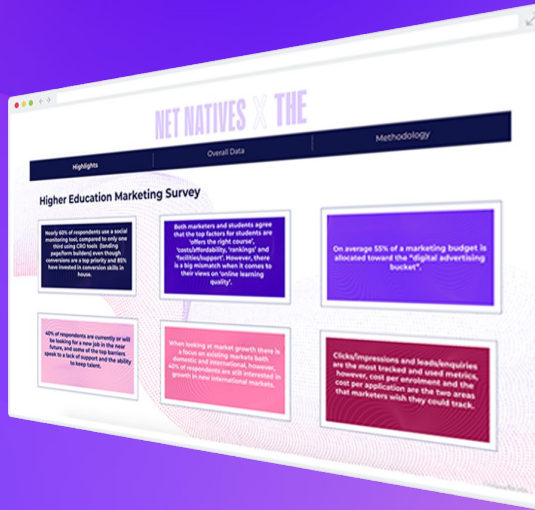 NET NATIVES X THE
Highlights
Overall Data
Methodology
Higher Education Marketing Survey
Nearly 60% of respondents use a social
monitoring tool, compared to only one
third using CRO tools (landing
page/form builders) even though
conversions are a top priority and 85%
have invested in conversion skills in
house.
Both marketers and students agree
that the top factors for students are
'offers the right course',
'costs/affordability, 'rankings' and
'facilities/support'. However, there
is a big mismatch when it comes to
their views on 'online learning
quality'.
On average 55% of a marketing budget is
allocated toward the "digital advertising
bucket".
40% of respondents are currently or will
be looking for a new job in the near
future, and some of the top barriers
speak to a lack of support and the ability
to keep talent.
When looking at market growth there is
a focus on existing markets both
domestic and international, however,
40% of respondents are still interested in
growth in new international markets.
Clicks/impressions and leads/enquiries
are the most tracked and used metrics,
however, cost per enrolment and the
cost per application are the two areas
that marketers wish they could track.